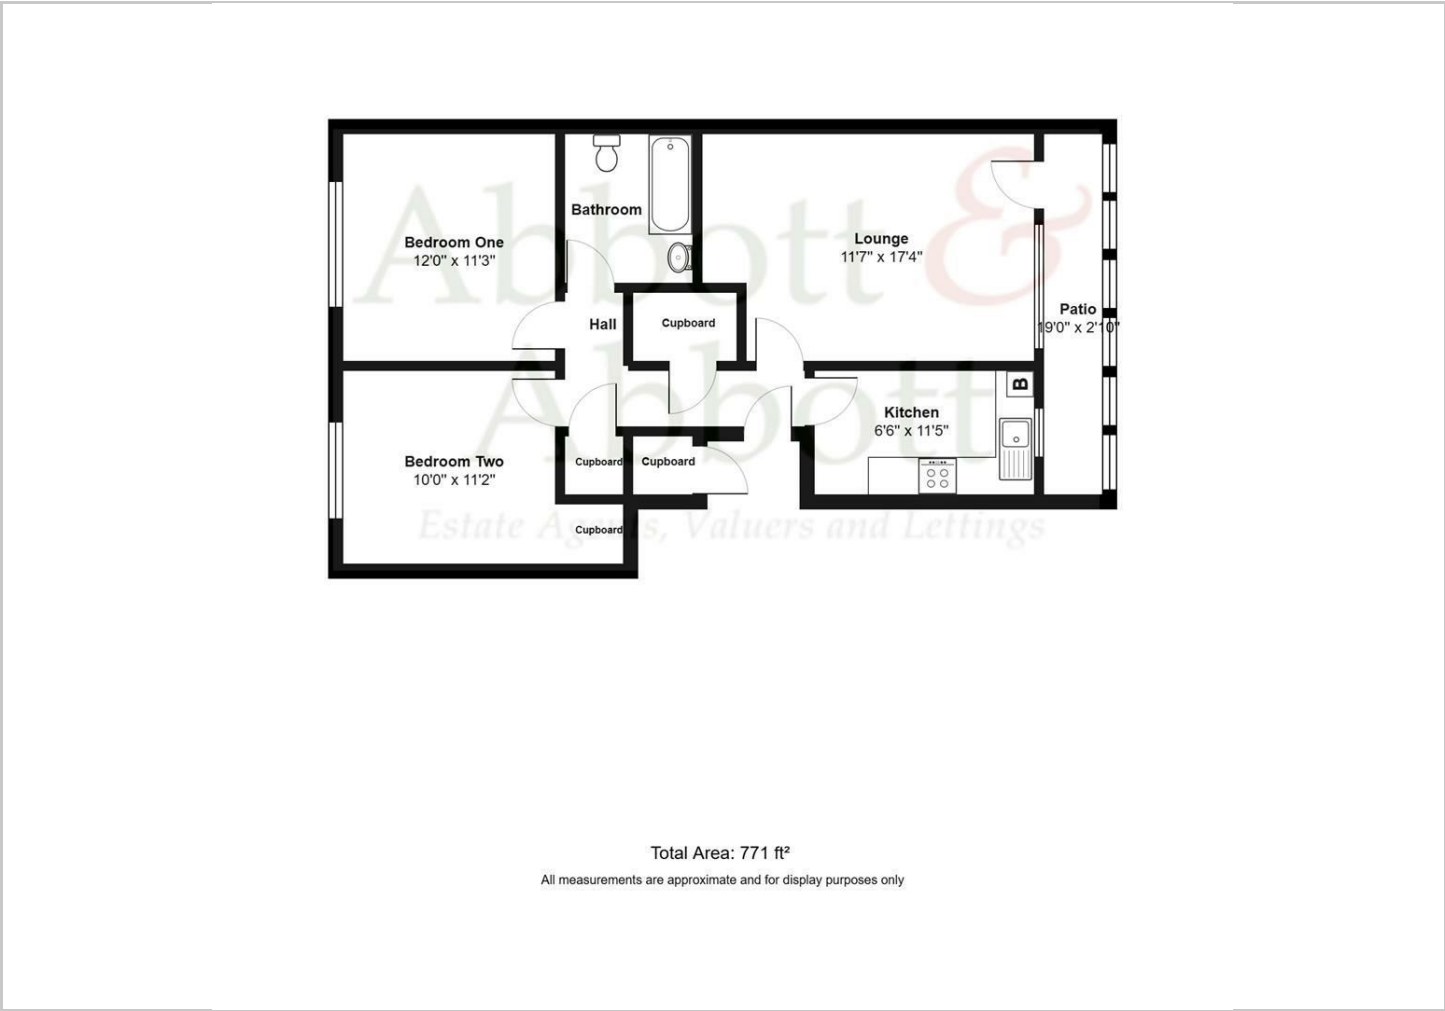 Bedroom One
12'0" x 11'3"
Bathroom
Lounge
11'7" x 17'4"
Patio
19'0" x 2'10"
Hall
Cupboard
Kitchen
6'6" x 11'5"
B
Bedroom Two
10'0" x 11'2"
Cupboard
Cupboard
Cupboard
Abbott &
Abbott
Estate Agents, Valuers and Lettings
Total Area: 771 ft²
All measurements are approximate and for display purposes only